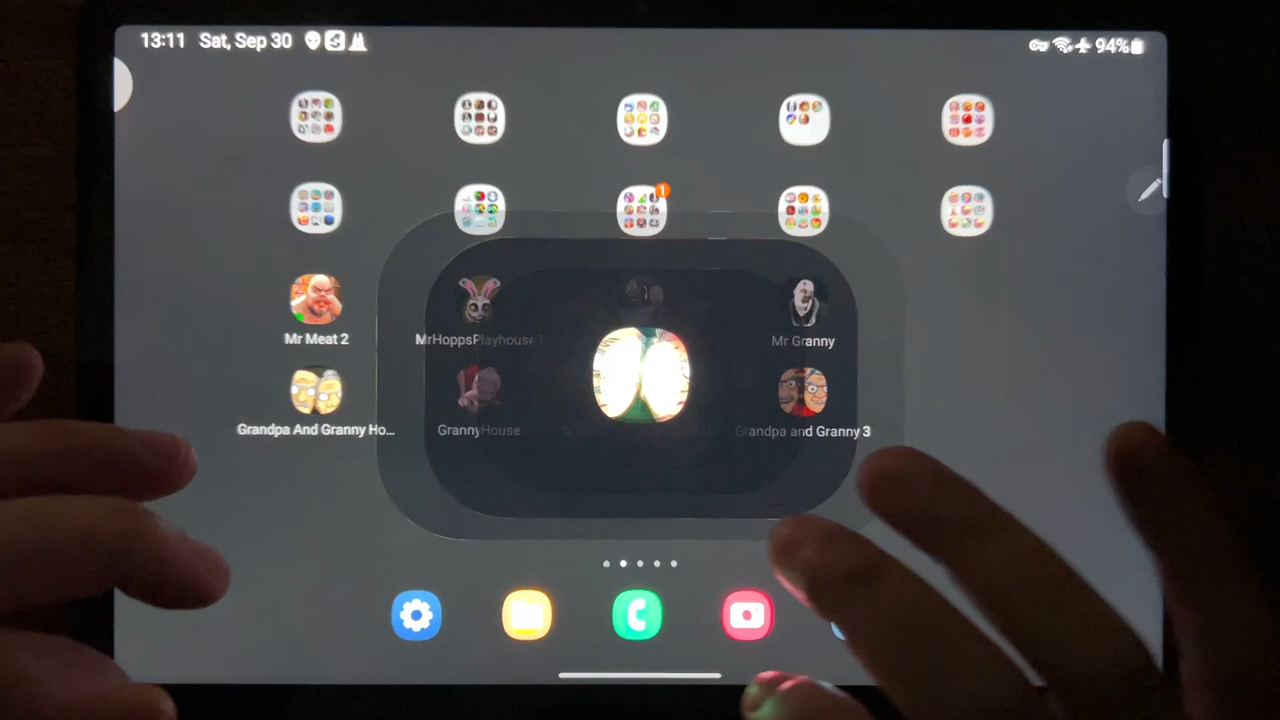 13:11 Sat, Sep 30
94%
1
Mr Meat 2
MrHoppsPlayhouse
Mr Granny
Grandpa And Granny Ho...
GrannyHouse
Grandpa and Granny 3